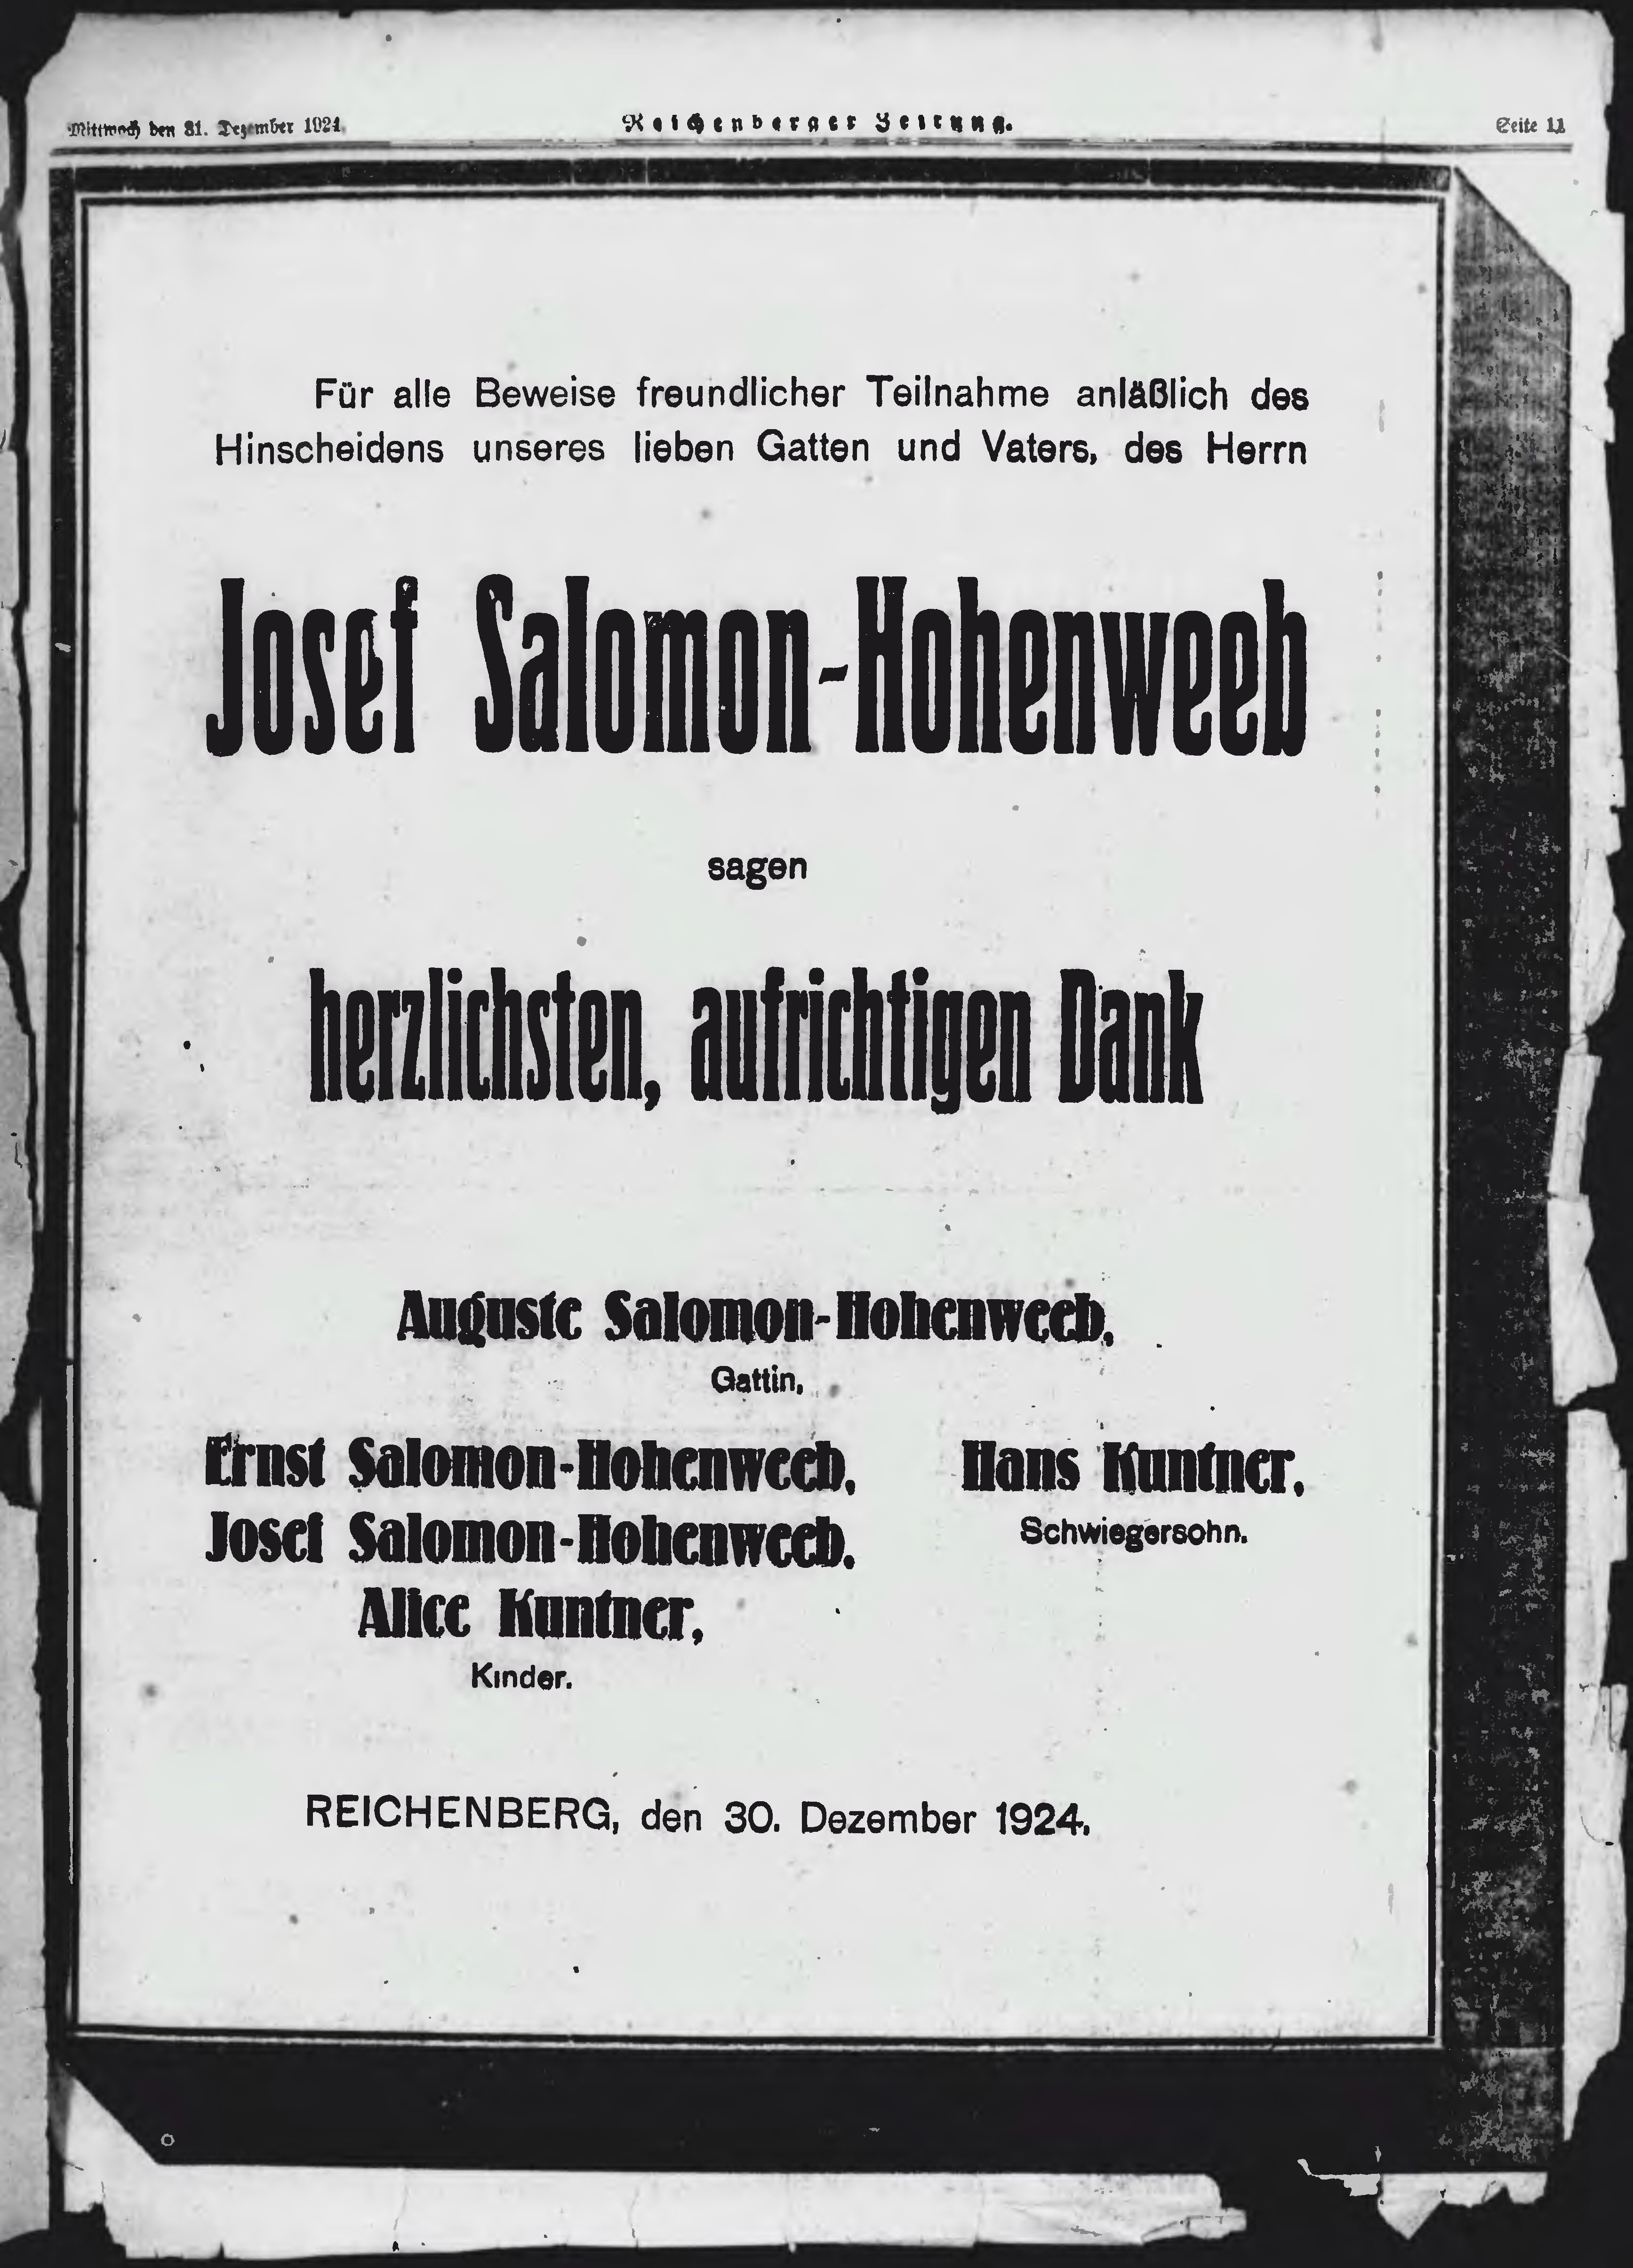 Mittwoch den 31. Dezember 1924.
Reichenberger Zeitung.
Seite 11
Für alle Beweise freundlicher Teilnahme anläßlich des
Hinscheidens unseres lieben Gatten und Vaters, des Herrn
Josef Salomon-Hohenweeb
sagen
herzlichsten, aufrichtigen Dank
Auguste Salomon-Hohenweeb,
Gattin,
Ernst Salomon-Hohenweeb,
Josef Salomon-Hohenweeb,
Alice Kuntner,
Kinder.
Hans Kuntner,
Schwiegersohn.
REICHENBERG, den 30. Dezember 1924.